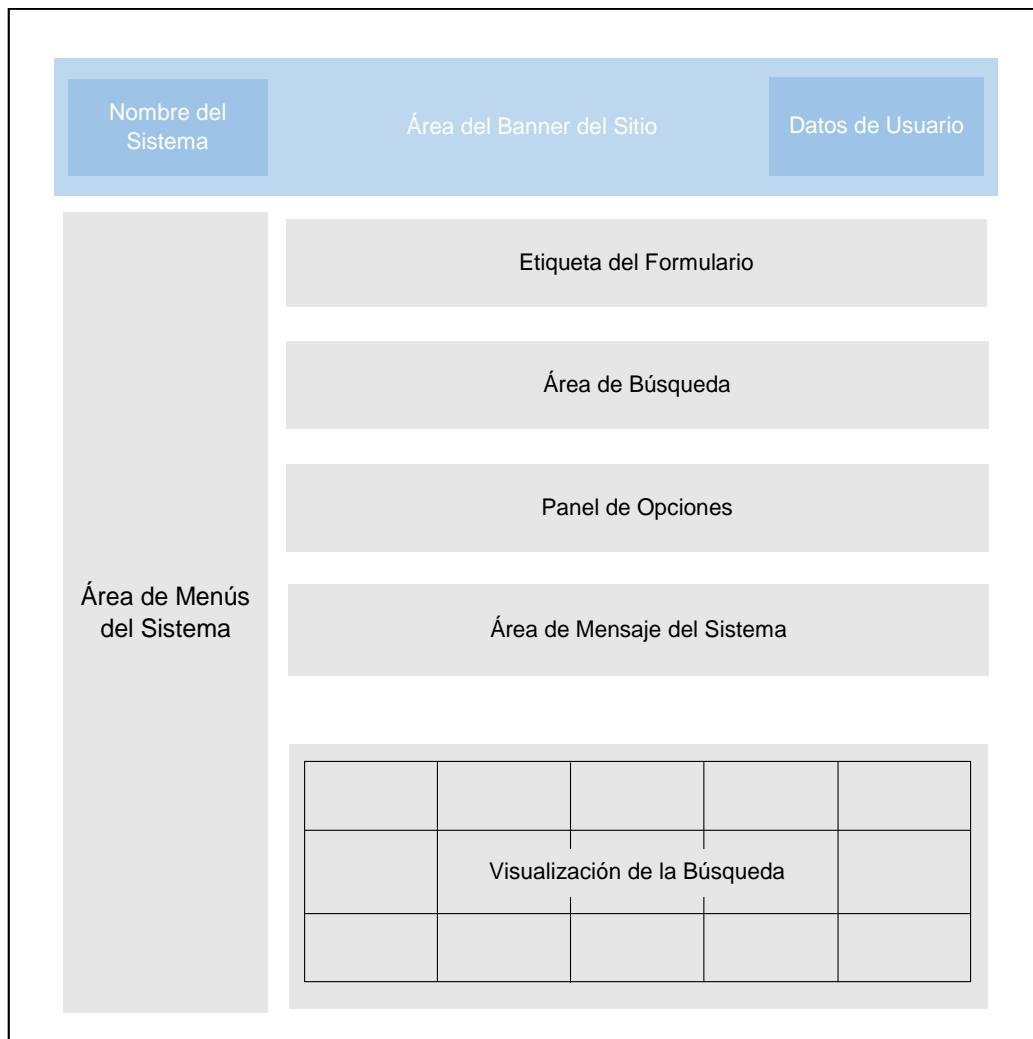 Nombre del
Sistema
Área del Banner del Sitio
Datos de Usuario
Etiqueta del Formulario
Área de Búsqueda
Panel de Opciones
Área de Menús
del Sistema
Área de Mensaje del Sistema
Visualización de la Búsqueda